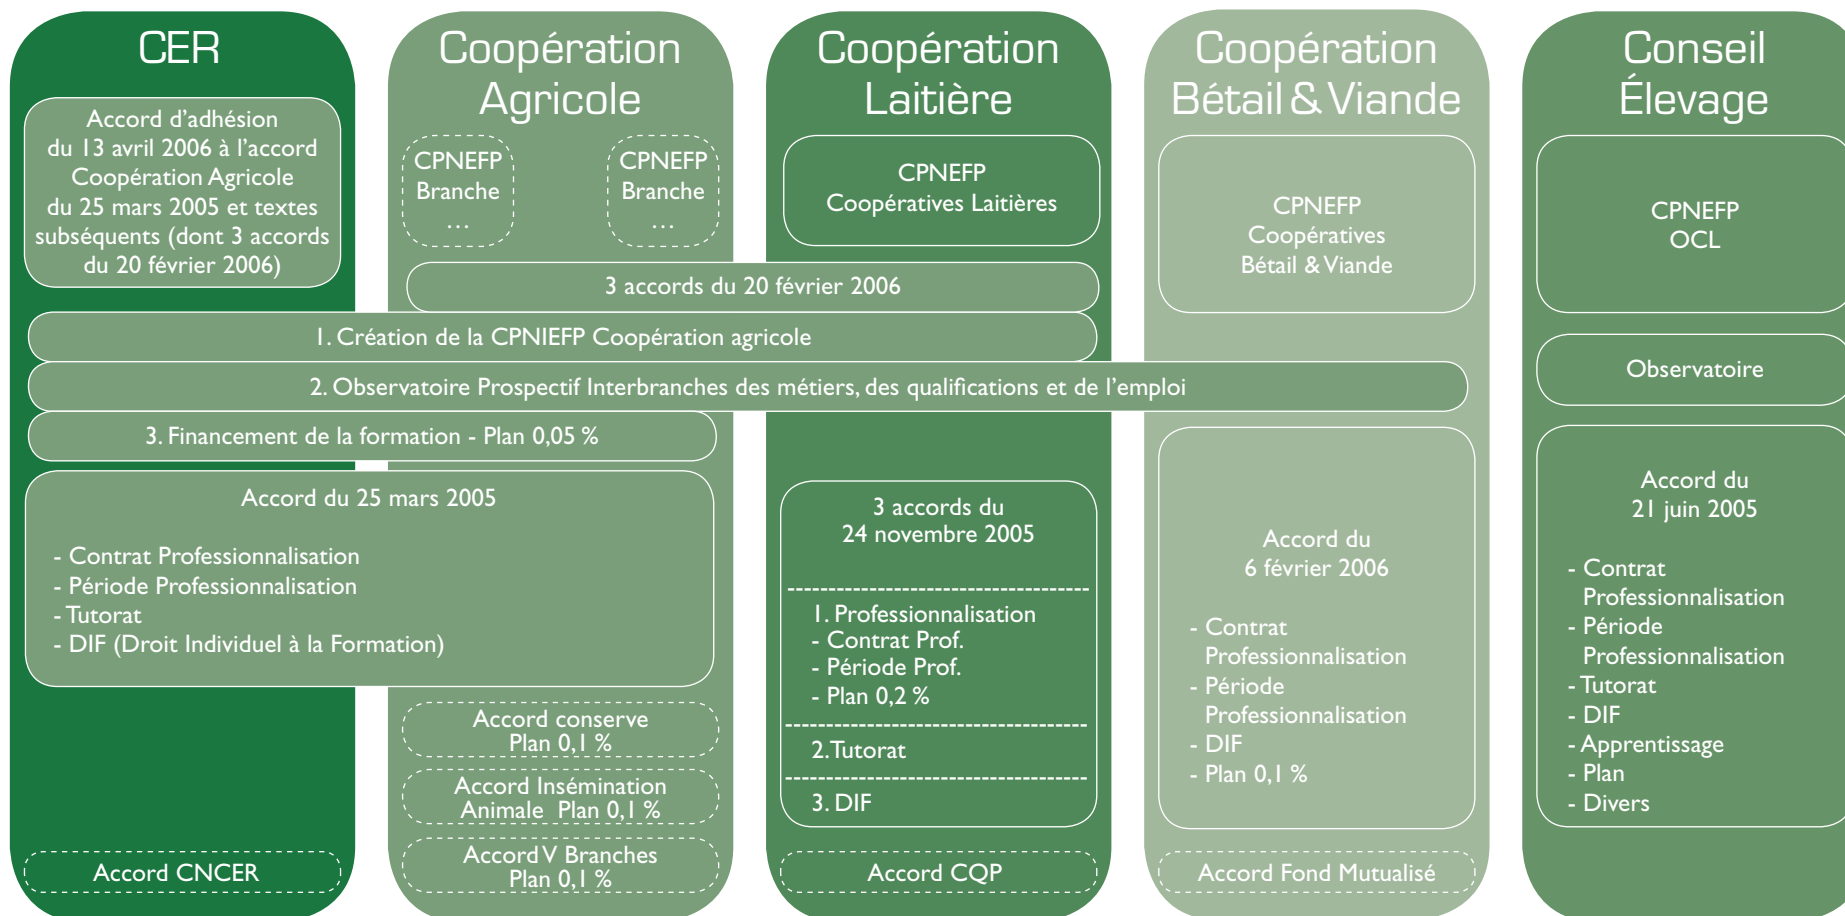 CER
Accord d'adhésion
du 13 avril 2006 à l'accord
Coopération Agricole
du 25 mars 2005 et textes
subséquents (dont 3 accords
du 20 février 2006)
Coopération
Agricole
CPNEFP
Branche
...
CPNEFP
Branche
...
Coopération
Laitière
CPNEFP
Coopératives Laitières
Coopération
Bétail & Viande
CPNEFP
Coopératives
Bétail & Viande
Conseil
Élevage
CPNEFP
OCL
3 accords du 20 février 2006
1. Création de la CPNIEFP Coopération agricole
2. Observatoire Prospectif Interbranches des métiers, des qualifications et de l'emploi
Observatoire
3. Financement de la formation - Plan 0,05 %
Accord du 25 mars 2005
- Contrat Professionnalisation
- Période Professionnalisation
- Tutorat
- DIF (Droit Individuel à la Formation)
Accord conserve
Plan 0,1 %
Accord Insémination
Animale Plan 0,1 %
Accord V Branches
Plan 0,1 %
3 accords du
24 novembre 2005
1. Professionnalisation
- Contrat Prof.
- Période Prof.
- Plan 0,2 %
2. Tutorat
3. DIF
Accord du
6 février 2006
- Contrat
Professionnalisation
- Période
Professionnalisation
- DIF
- Plan 0,1 %
Accord du
21 juin 2005
- Contrat
Professionnalisation
- Période
Professionnalisation
- Tutorat
- DIF
- Apprentissage
- Plan
- Divers
Accord CNCER
Accord CQP
Accord Fond Mutualisé